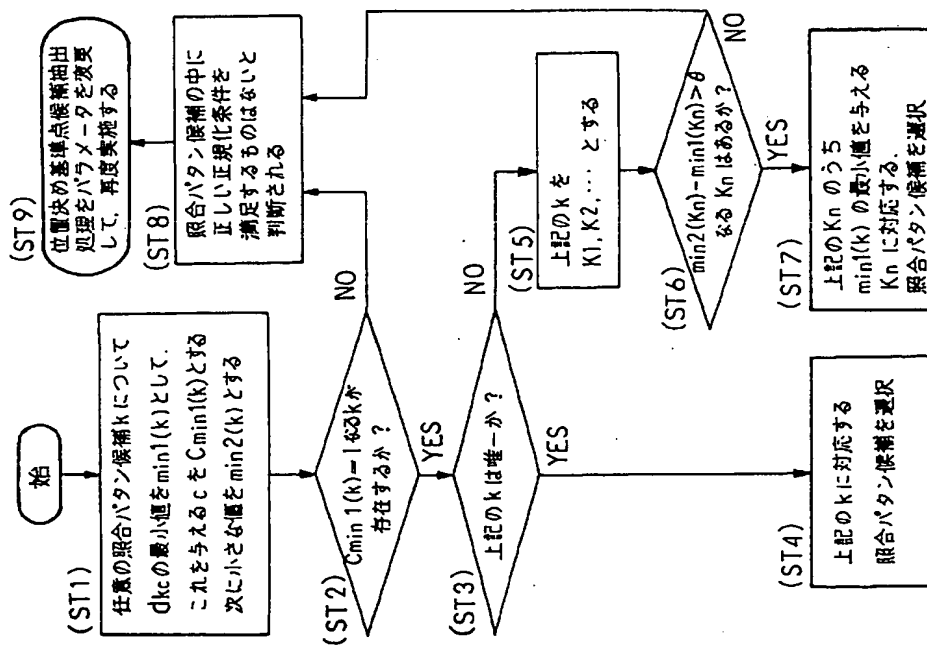 始
(ST1)
任意の照合パタン候補kについて
dkcの最小値をmin1(k)として,
これを与えるcをCmin1(k)とする
次に小さな値をmin2(k)とする
(ST2)
Cmin1(k)=1なるkが
存在するか?
NO
YES
(ST3)
上記のkは唯一か?
NO
YES
(ST4)
上記のkに対応する
照合パタン候補を選択
(ST5)
上記のkを
K1, K2, ... とする
(ST6)
min2(Kn)-min1(Kn)>θ
なるKnはあるか?
NO
YES
(ST7)
上記のKnのうち
min1(k)の最小値を与える
Knに対応する,
照合パタン候補を選択
(ST8)
照合パタン候補の中に
正しい正規化条件を
満足するものはないと
判断される
(ST9)
位置決め基準点候補抽出
処理をパラメータを変更
して,再度実施する